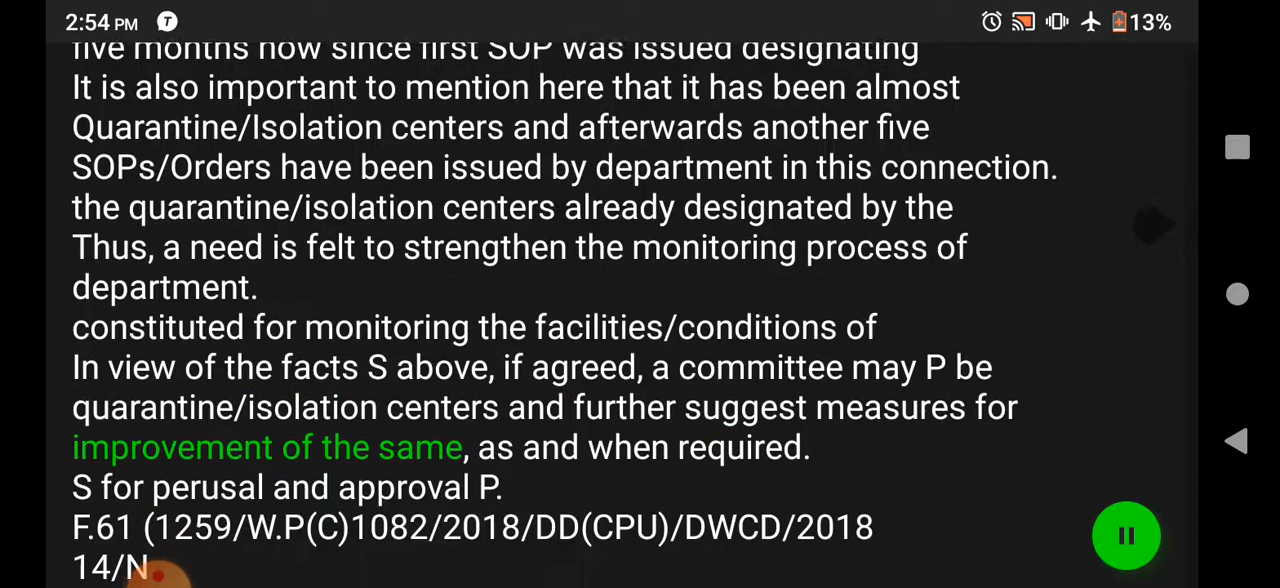 2:54 PM T 13%
five months now since first SOP was issued designating
It is also important to mention here that it has been almost
Quarantine/Isolation centers and afterwards another five
SOPs/Orders have been issued by department in this connection.
the quarantine/isolation centers already designated by the
Thus, a need is felt to strengthen the monitoring process of
department.
constituted for monitoring the facilities/conditions of
In view of the facts S above, if agreed, a committee may P be
quarantine/isolation centers and further suggest measures for
improvement of the same, as and when required.
S for perusal and approval P.
F.61 (1259/W.P(C)1082/2018/DD(CPU)/DWCD/2018
14/N